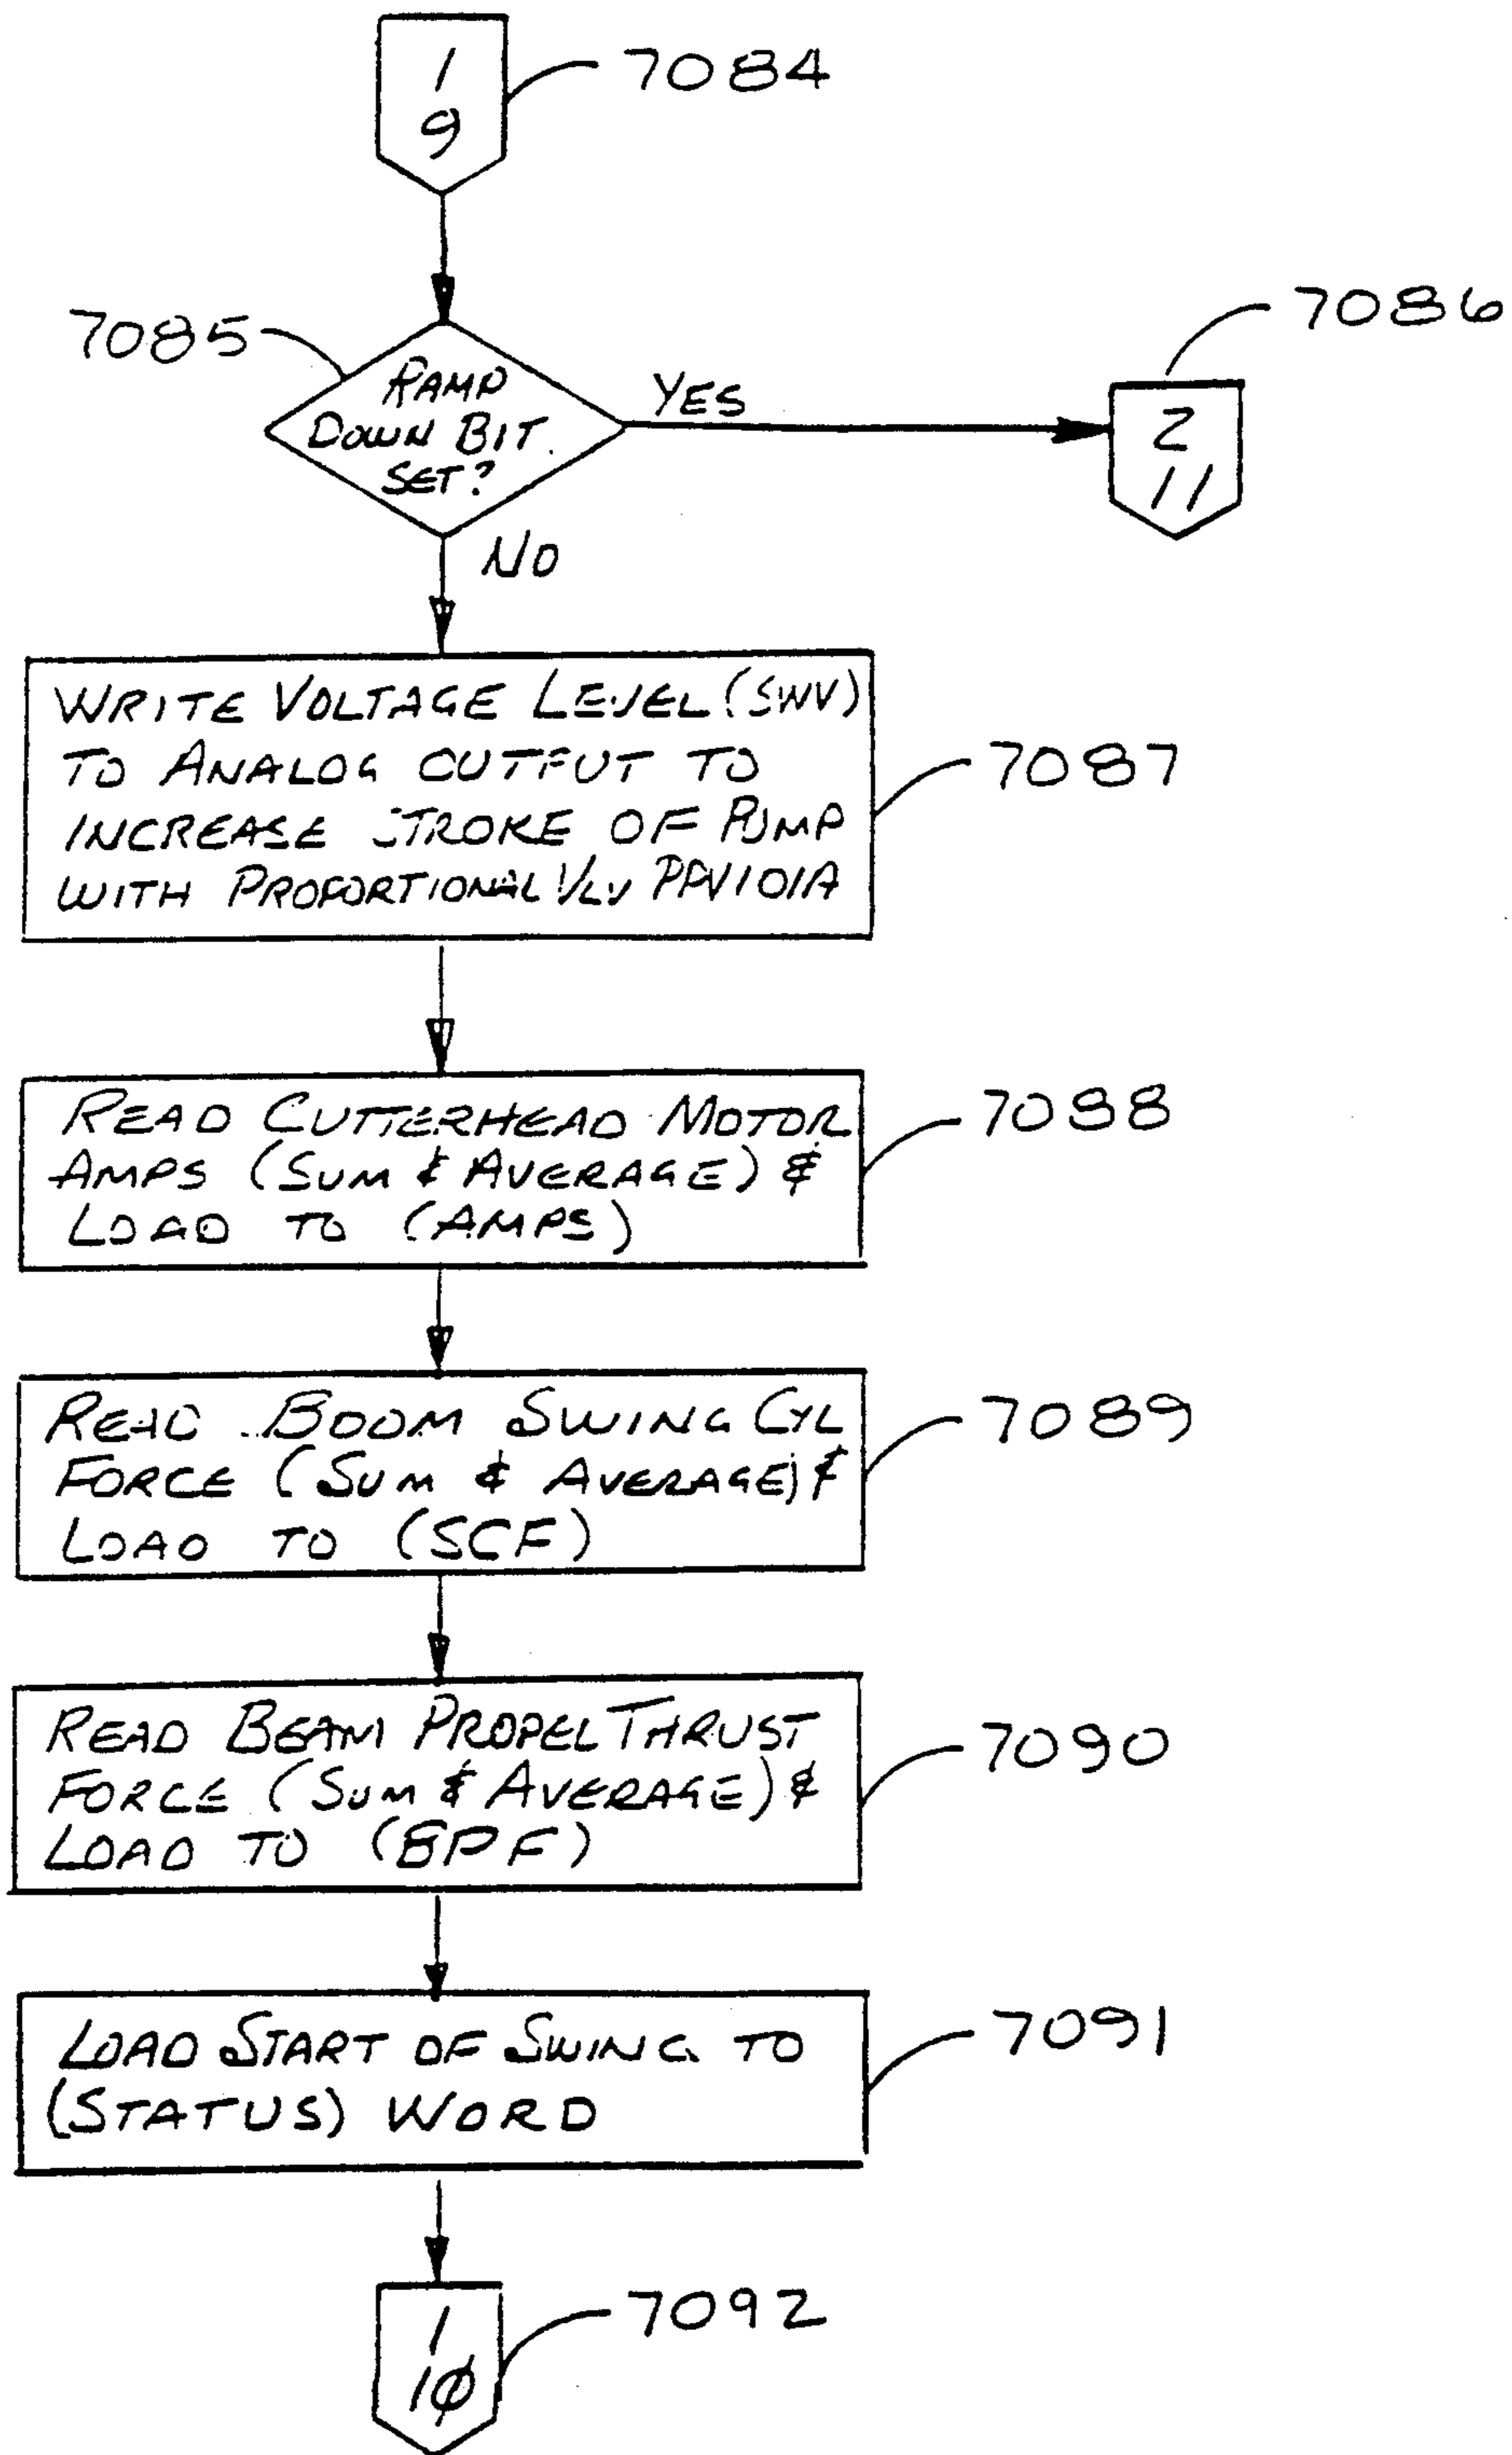 1
9
7084
7085
RAMP
DOWN BIT
SET?
YES
7086
2
11
NO
WRITE VOLTAGE LEVEL (SWV)
TO ANALOG OUTPUT TO
INCREASE STROKE OF PUMP
WITH PROPORTIONAL VLV PPV101A
7087
READ CUTTERHEAD MOTOR
AMPS (SUM & AVERAGE) &
LOAD TO (AMPS)
7088
READ BOOM SWING CYL
FORCE (SUM & AVERAGE) &
LOAD TO (SCF)
7089
READ BEAM PROPEL THRUST
FORCE (SUM & AVERAGE) &
LOAD TO (BPF)
7090
LOAD START OF SWING TO
(STATUS) WORD
7091
1
10
7092